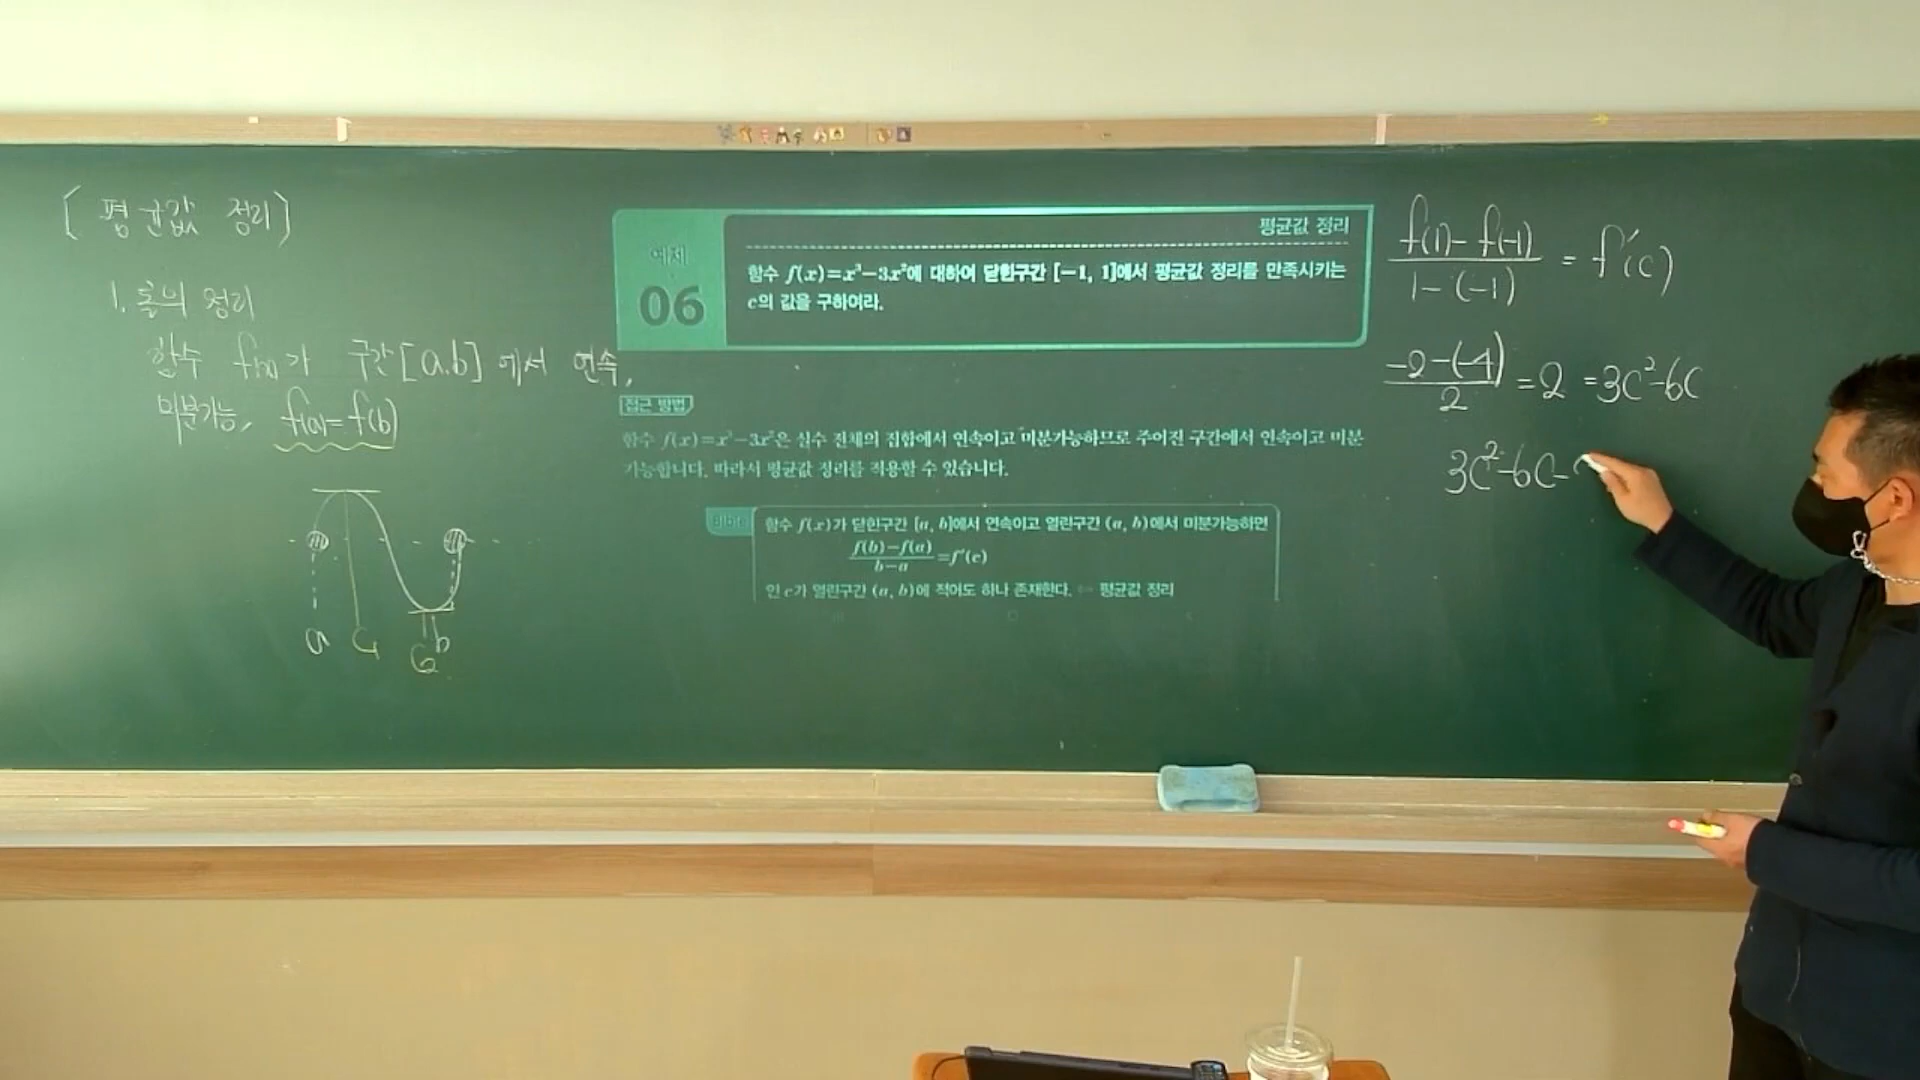 [평균값 정리]
1. 롤의 정리
함수 f(x)가 구간 [a.b] 에서 연속,
미분가능, f(a)=f(b)
a C₁ C₂ b
예제
06
평균값 정리
함수 f(x)=x³-3x²에 대하여 닫힌구간 [-1, 1]에서 평균값 정리를 만족시키는
c의 값을 구하여라.
접근 방법
함수 f(x)=x³-3x²은 실수 전체의 집합에서 연속이고 미분가능하므로 주어진 구간에서 연속이고 미분
가능합니다. 따라서 평균값 정리를 적용할 수 있습니다.
Bible
함수 f(x)가 닫힌구간 [a, b]에서 연속이고 열린구간 (a, b)에서 미분가능하면
f(b)-f(a)/b-a=f'(c)
인 c가 열린구간 (a, b)에 적어도 하나 존재한다. ⇐ 평균값 정리
f(1)-f(-1)/1-(-1) = f'(c)
-2-(-4)/2 = 2 = 3c²-6c
3c²-6c-